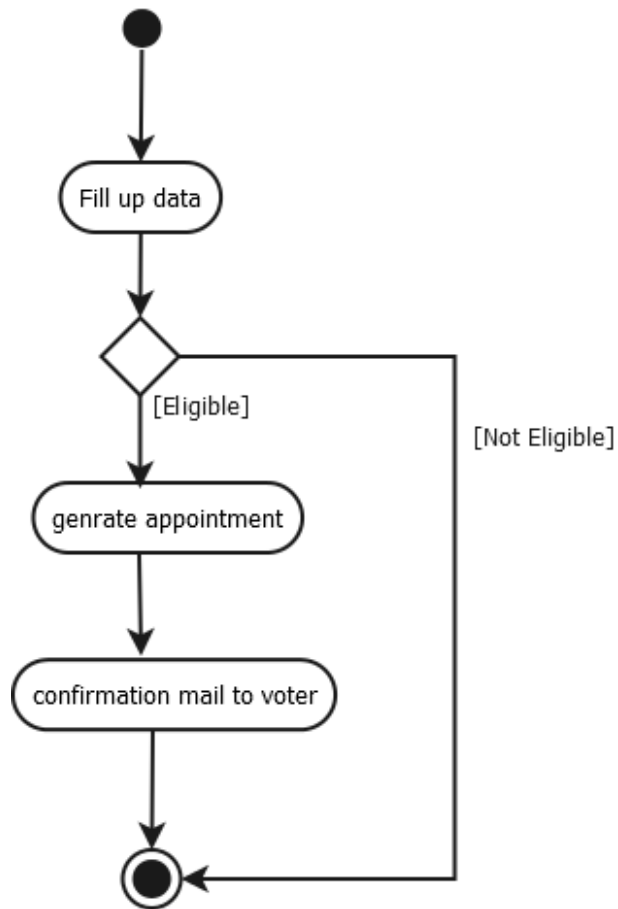 Fill up data
[Eligible]
[Not Eligible]
genrate appointment
confirmation mail to voter